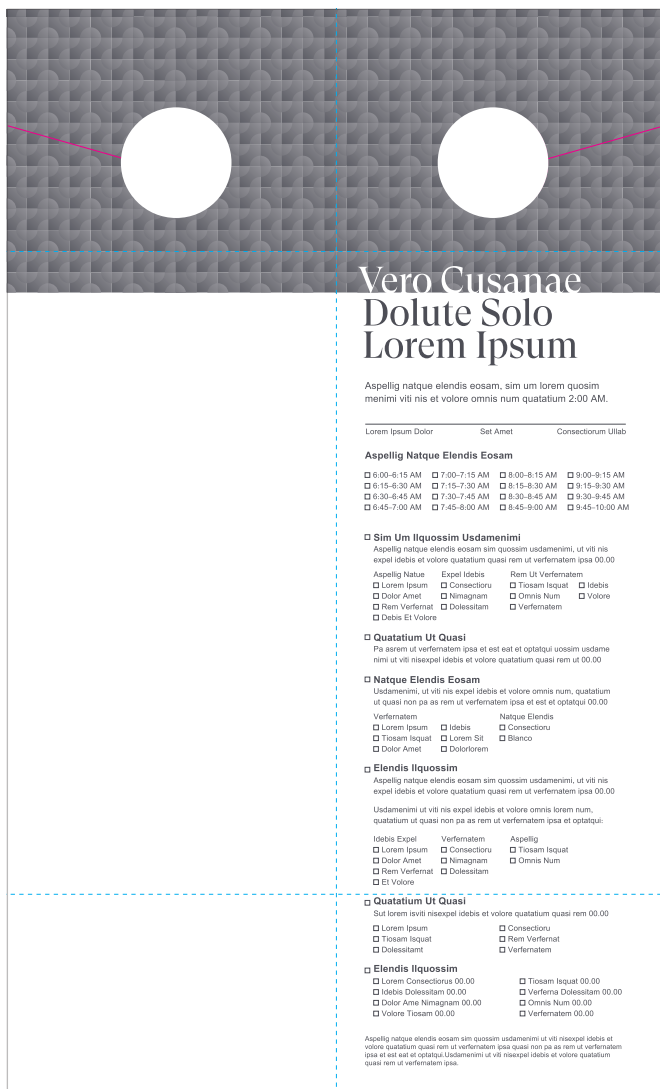 Vero Cusanae
Dolute Solo
Lorem Ipsum
Aspellig natque elendis eosam, sim um lorem quosim
menimi viti nis et volore omnis num quatatium 2:00 AM.
Lorem Ipsum Dolor Set Amet Consectiorum Ullab
Aspellig Natque Elendis Eosam
6:00–6:15 AM 7:00–7:15 AM 8:00–8:15 AM 9:00–9:15 AM
6:15–6:30 AM 7:15–7:30 AM 8:15–8:30 AM 9:15–9:30 AM
6:30–6:45 AM 7:30–7:45 AM 8:30–8:45 AM 9:30–9:45 AM
6:45–7:00 AM 7:45–8:00 AM 8:45–9:00 AM 9:45–10:00 AM
Sim Um Ilquossim Usdamenimi
Aspellig natque elendis eosam sim quossim usdamenimi, ut viti nis
expel idebis et volore quatatium quasi rem ut verfernatem ipsa 00.00
Aspellig Natue Expel Idebis Rem Ut Verfernatem
Lorem Ipsum Consectioru Tiosam Isquat Idebis
Dolor Amet Nimagnam Omnis Num Volore
Rem Verfernat Dolessitam Verfernatem
Debis Et Volore
Quatatium Ut Quasi
Pa asrem ut verfernatem ipsa et est eat et optatqui uossim usdame
nimi ut viti nisexpel idebis et volore quatatium quasi rem ut 00.00
Natque Elendis Eosam
Usdamenimi, ut viti nis expel idebis et volore omnis num, quatatium
ut quasi non pa as rem ut verfernatem ipsa et est et optatqui 00.00
Verfernatem Natque Elendis
Lorem Ipsum Idebis Consectioru
Tiosam Isquat Lorem Sit Blanco
Dolor Amet Dolorlorem
Elendis Ilquossim
Aspellig natque elendis eosam sim quossim usdamenimi, ut viti nis
expel idebis et volore quatatium quasi rem ut verfernatem ipsa 00.00
Usdamenimi ut viti nis expel idebis et volore omnis lorem num,
quatatium ut quasi non pa as rem ut verfernatem ipsa et optatqui:
Idebis Expel Verfernatem Aspellig
Lorem Ipsum Consectioru Tiosam Isquat
Dolor Amet Nimagnam Omnis Num
Rem Verfernat Dolessitam
Et Volore
Quatatium Ut Quasi
Sut lorem isviti nisexpel idebis et volore quatatium quasi rem 00.00
Lorem Ipsum Consectioru
Tiosam Isquat Rem Verfernat
Dolessitamt Verfernatem
Elendis Ilquossim
Lorem Consectiorus 00.00 Tiosam Isquat 00.00
Idebis Dolessitam 00.00 Verferna Dolessitam 00.00
Dolor Ame Nimagnam 00.00 Omnis Num 00.00
Volore Tiosam 00.00 Verfernatem 00.00
Aspellig natque elendis eosam sim quossim usdamenimi ut viti nisexpel idebis et
volore quatatium quasi rem ut verfernatem ipsa quasi non pa as rem ut verfernatem
ipsa et est eat et optatqui.Usdamenimi ut viti nisexpel idebis et volore quatatium
quasi rem ut verfernatem ipsa.